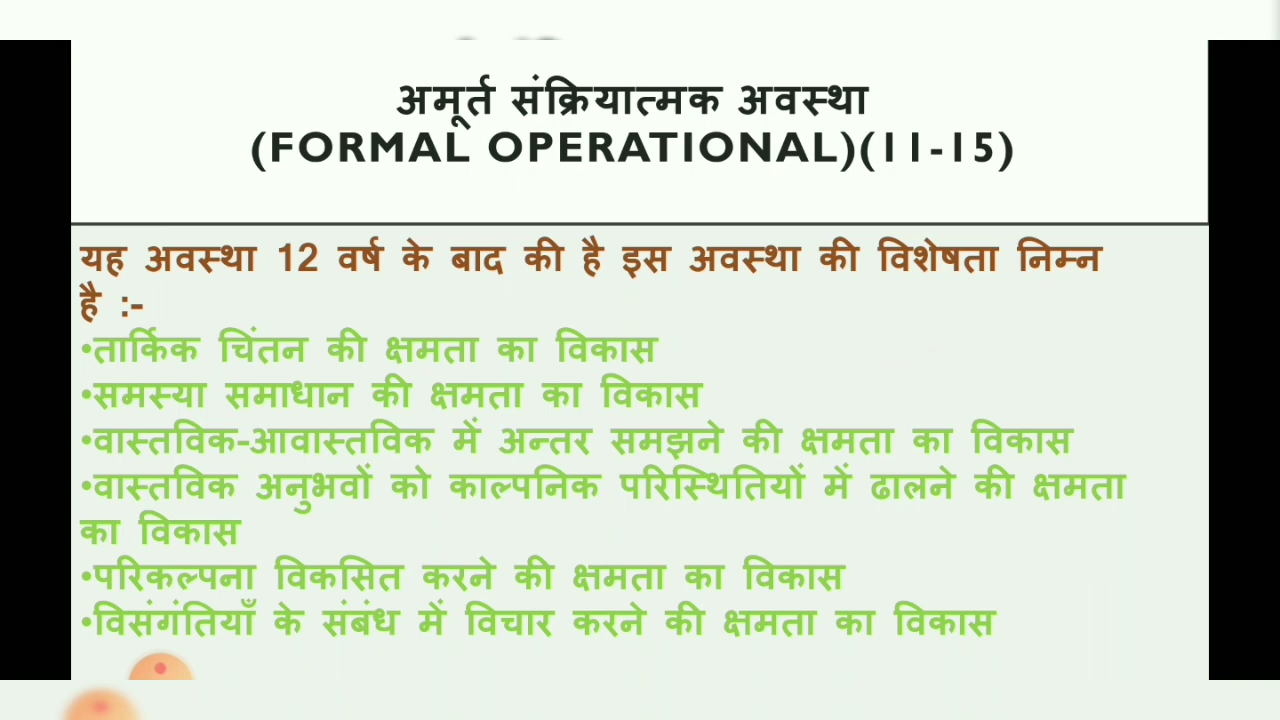 अमूर्त संक्रियात्मक अवस्था
(FORMAL OPERATIONAL)(11-15)
यह अवस्था 12 वर्ष के बाद की है इस अवस्था की विशेषता निम्न
है :-
•तार्किक चिंतन की क्षमता का विकास
•समस्या समाधान की क्षमता का विकास
•वास्तविक-आवास्तविक में अन्तर समझने की क्षमता का विकास
•वास्तविक अनुभवों को काल्पनिक परिस्थितियों में ढालने की क्षमता
का विकास
•परिकल्पना विकसित करने की क्षमता का विकास
•विसंगंतियाँ के संबंध में विचार करने की क्षमता का विकास